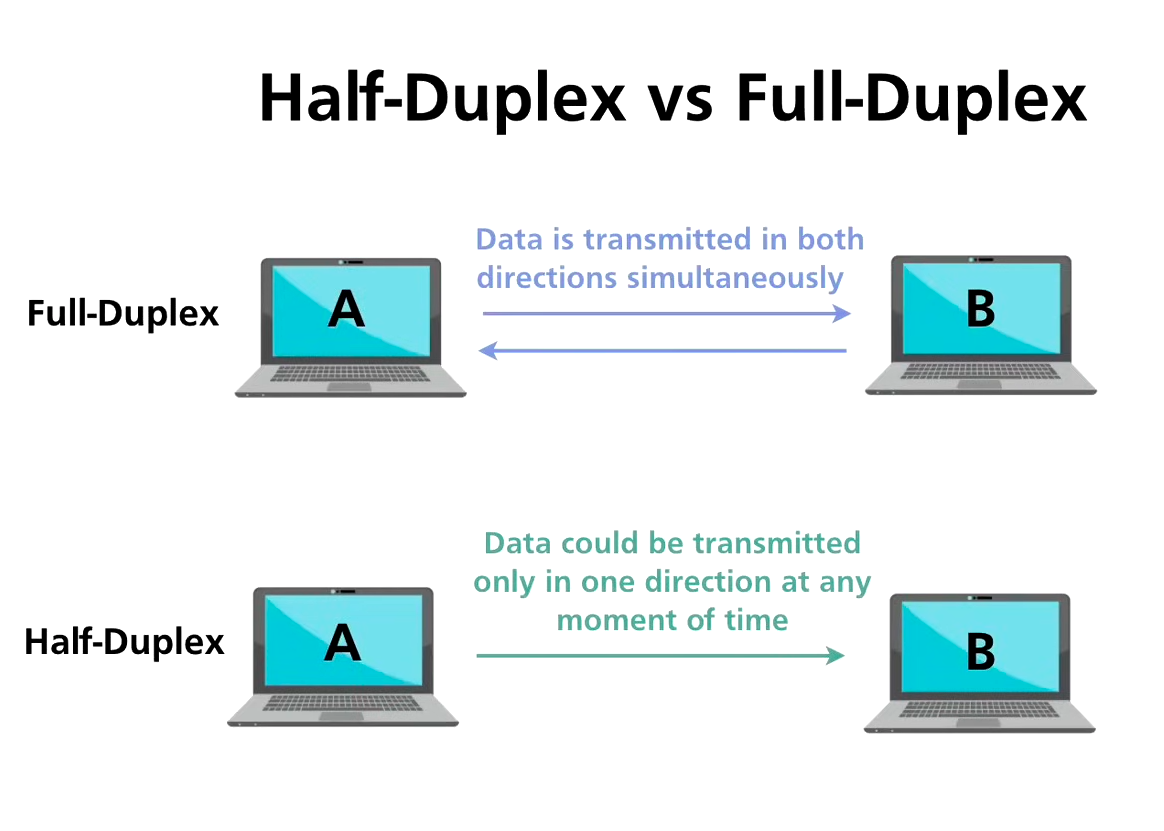 Half-Duplex vs Full-Duplex
Data is transmitted in both
directions simultaneously
Full-Duplex
A
B
Data could be transmitted
only in one direction at any
moment of time
Half-Duplex
A
B